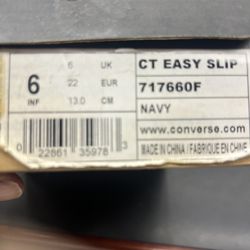 6 UK CT EASY SLIP
6 22 EUR 717660F
INF 13.0 CM NAVY
www.converse.com
0 22861 35978 3
MADE IN CHINA / FABRIQUE EN CHINE